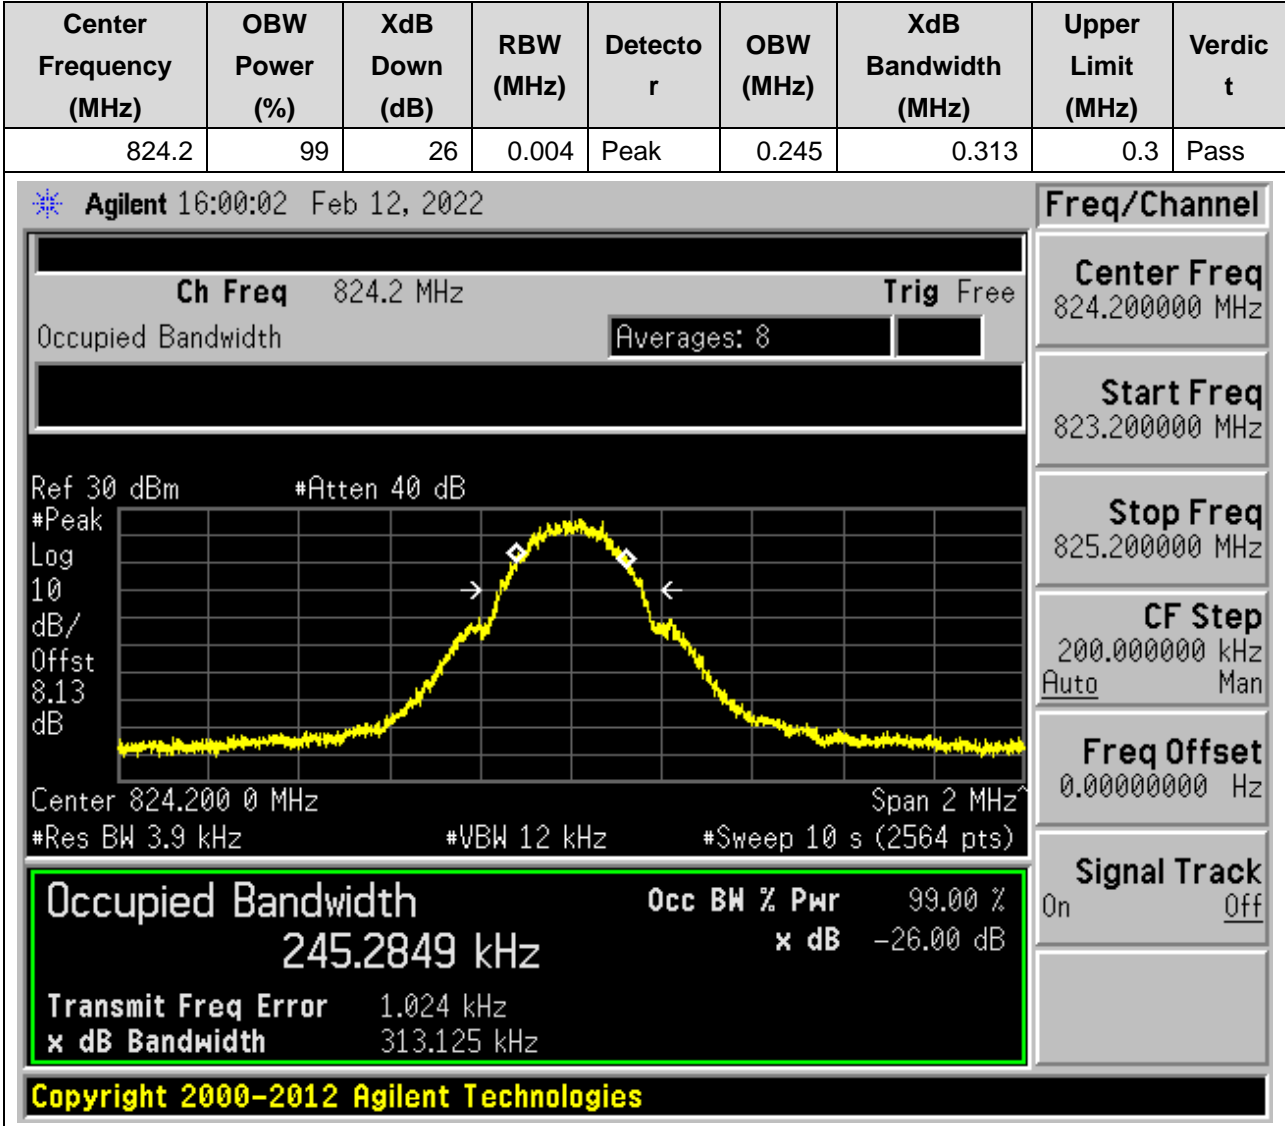 Center Frequency (MHz) OBW Power (%) XdB Down (dB) RBW (MHz) Detector OBW (MHz) XdB Bandwidth (MHz) Upper Limit (MHz) Verdict
824.2 99 26 0.004 Peak 0.245 0.313 0.3 Pass
Agilent 16:00:02 Feb 12, 2022 Freq/Channel
Ch Freq 824.2 MHz Trig Free
Occupied Bandwidth Averages: 8
Center Freq
824.200000 MHz
Start Freq
823.200000 MHz
Stop Freq
825.200000 MHz
CF Step
200.000000 kHz
Auto Man
Freq Offset
0.00000000 Hz
Signal Track
On Off
Ref 30 dBm #Atten 40 dB
#Peak
Log
10
dB/
Offst
8.13
dB
Center 824.200 0 MHz Span 2 MHz^
#Res BW 3.9 kHz #VBW 12 kHz #Sweep 10 s (2564 pts)
Occupied Bandwidth Occ BW % Pwr 99.00 %
245.2849 kHz x dB -26.00 dB
Transmit Freq Error 1.024 kHz
x dB Bandwidth 313.125 kHz
Copyright 2000-2012 Agilent Technologies